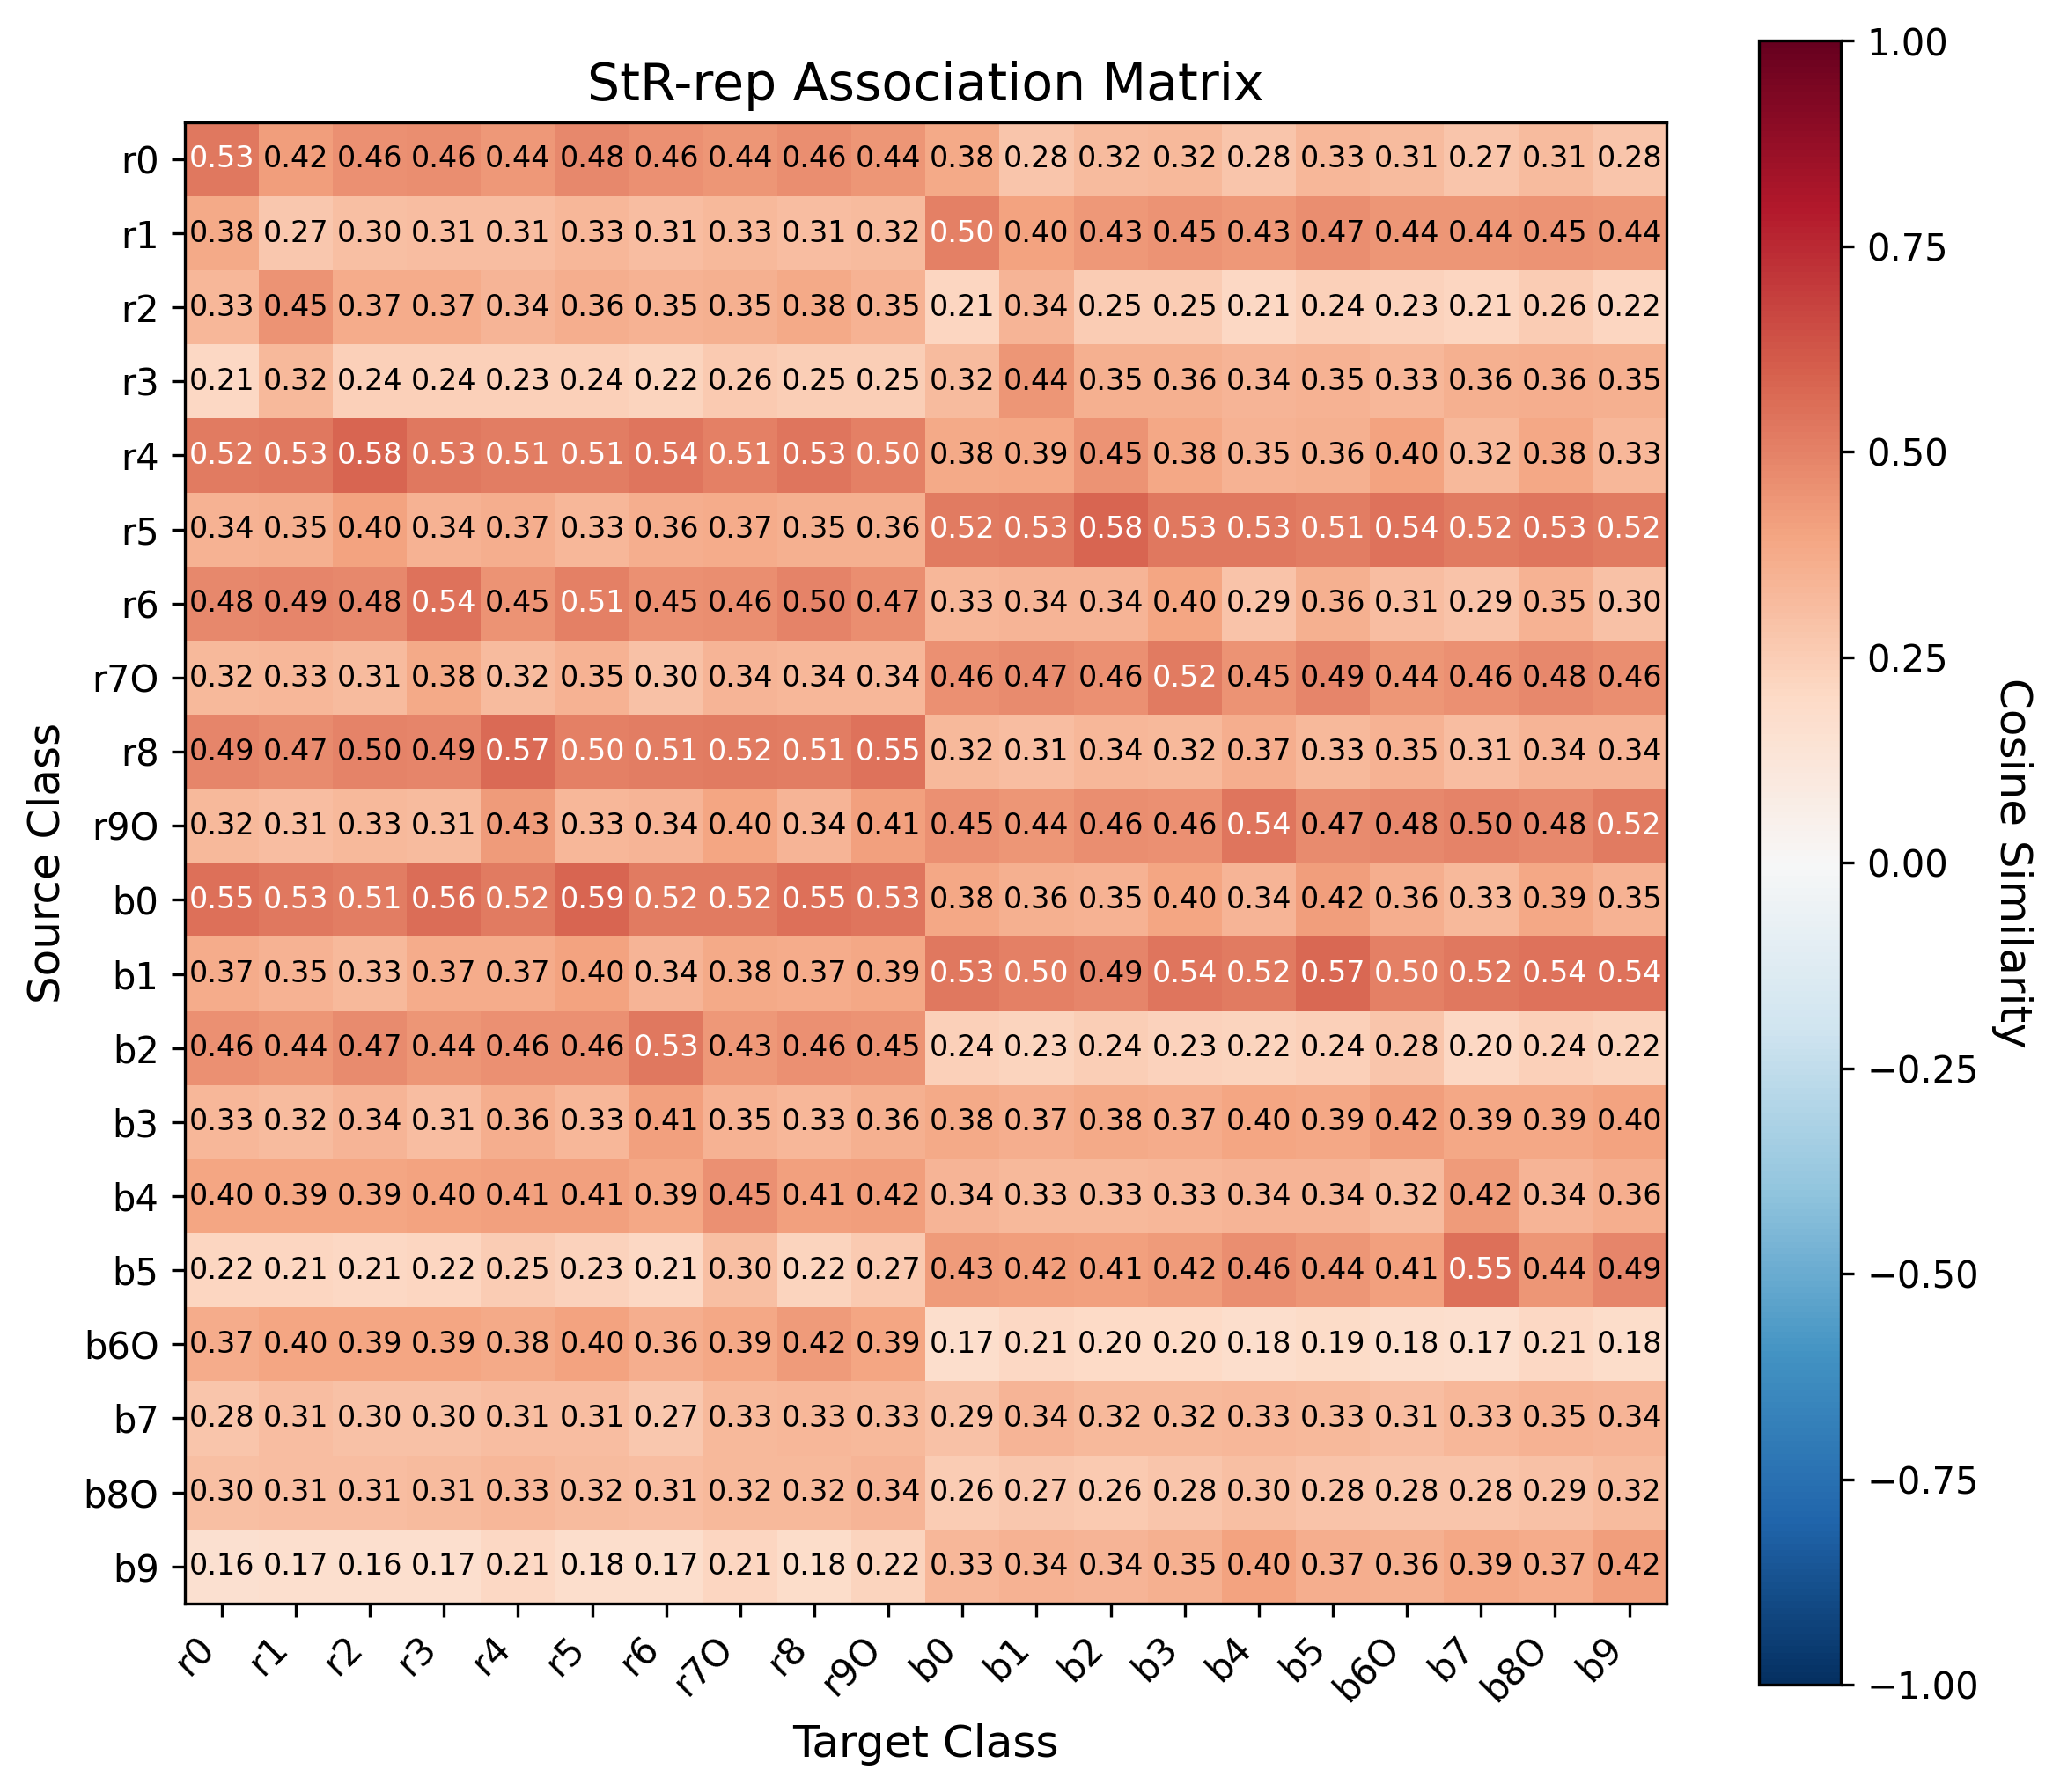 StR-rep Association Matrix
r0 0.53 0.42 0.46 0.46 0.44 0.48 0.46 0.44 0.46 0.44 0.38 0.28 0.32 0.32 0.28 0.33 0.31 0.27 0.31 0.28
r1 0.38 0.27 0.30 0.31 0.31 0.33 0.31 0.33 0.31 0.32 0.50 0.40 0.43 0.45 0.43 0.47 0.44 0.44 0.45 0.44
r2 0.33 0.45 0.37 0.37 0.34 0.36 0.35 0.35 0.38 0.35 0.21 0.34 0.25 0.25 0.21 0.24 0.23 0.21 0.26 0.22
r3 0.21 0.32 0.24 0.24 0.23 0.24 0.22 0.26 0.25 0.25 0.32 0.44 0.35 0.36 0.34 0.35 0.33 0.36 0.36 0.35
r4 0.52 0.53 0.58 0.53 0.51 0.51 0.54 0.51 0.53 0.50 0.38 0.39 0.45 0.38 0.35 0.36 0.40 0.32 0.38 0.33
r5 0.34 0.35 0.40 0.34 0.37 0.33 0.36 0.37 0.35 0.36 0.52 0.53 0.58 0.53 0.53 0.51 0.54 0.52 0.53 0.52
r6 0.48 0.49 0.48 0.54 0.45 0.51 0.45 0.46 0.50 0.47 0.33 0.34 0.34 0.40 0.29 0.36 0.31 0.29 0.35 0.30
r7O 0.32 0.33 0.31 0.38 0.32 0.35 0.30 0.34 0.34 0.34 0.46 0.47 0.46 0.52 0.45 0.49 0.44 0.46 0.48 0.46
r8 0.49 0.47 0.50 0.49 0.57 0.50 0.51 0.52 0.51 0.55 0.32 0.31 0.34 0.32 0.37 0.33 0.35 0.31 0.34 0.34
r9O 0.32 0.31 0.33 0.31 0.43 0.33 0.34 0.40 0.34 0.41 0.45 0.44 0.46 0.46 0.54 0.47 0.48 0.50 0.48 0.52
b0 0.55 0.53 0.51 0.56 0.52 0.59 0.52 0.52 0.55 0.53 0.38 0.36 0.35 0.40 0.34 0.42 0.36 0.33 0.39 0.35
b1 0.37 0.35 0.33 0.37 0.37 0.40 0.34 0.38 0.37 0.39 0.53 0.50 0.49 0.54 0.52 0.57 0.50 0.52 0.54 0.54
b2 0.46 0.44 0.47 0.44 0.46 0.46 0.53 0.43 0.46 0.45 0.24 0.23 0.24 0.23 0.22 0.24 0.28 0.20 0.24 0.22
b3 0.33 0.32 0.34 0.31 0.36 0.33 0.41 0.35 0.33 0.36 0.38 0.37 0.38 0.37 0.40 0.39 0.42 0.39 0.39 0.40
b4 0.40 0.39 0.39 0.40 0.41 0.41 0.39 0.45 0.41 0.42 0.34 0.33 0.33 0.33 0.34 0.34 0.32 0.42 0.34 0.36
b5 0.22 0.21 0.21 0.22 0.25 0.23 0.21 0.30 0.22 0.27 0.43 0.42 0.41 0.42 0.46 0.44 0.41 0.55 0.44 0.49
b6O 0.37 0.40 0.39 0.39 0.38 0.40 0.36 0.39 0.42 0.39 0.17 0.21 0.20 0.20 0.18 0.19 0.18 0.17 0.21 0.18
b7 0.28 0.31 0.30 0.30 0.31 0.31 0.27 0.33 0.33 0.33 0.29 0.34 0.32 0.32 0.33 0.33 0.31 0.33 0.35 0.34
b8O 0.30 0.31 0.31 0.31 0.33 0.32 0.31 0.32 0.32 0.34 0.26 0.27 0.26 0.28 0.30 0.28 0.28 0.28 0.29 0.32
b9 0.16 0.17 0.16 0.17 0.21 0.18 0.17 0.21 0.18 0.22 0.33 0.34 0.34 0.35 0.40 0.37 0.36 0.39 0.37 0.42
r0 r1 r2 r3 r4 r5 r6 r7O r8 r9O b0 b1 b2 b3 b4 b5 b6O b7 b8O b9
Target Class
Source Class
1.00
0.75
0.50
0.25
0.00
−0.25
−0.50
−0.75
−1.00
Cosine Similarity